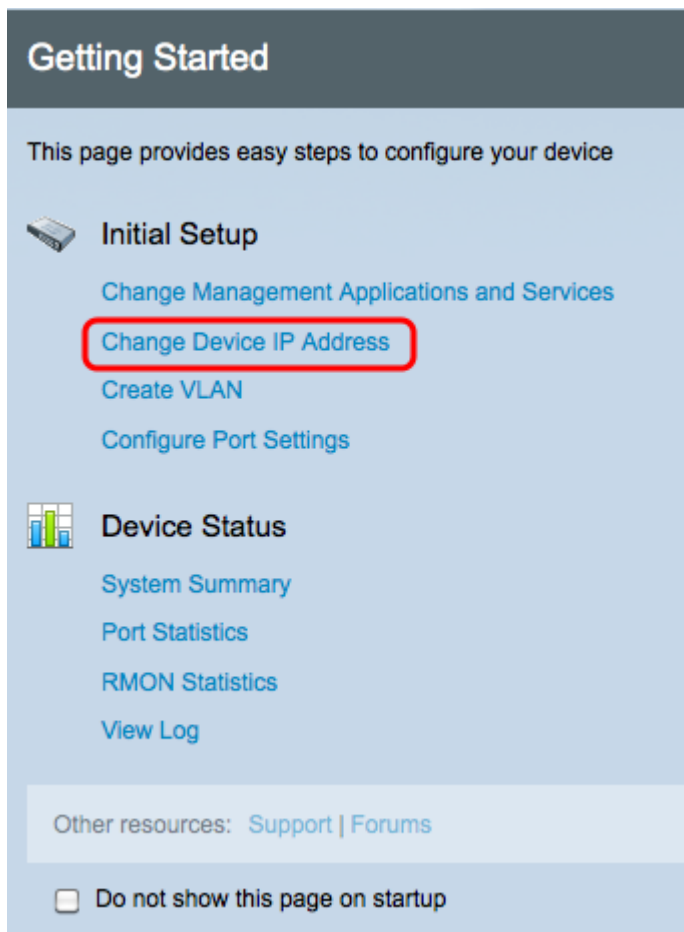 Getting Started
This page provides easy steps to configure your device
Initial Setup
Change Management Applications and Services
Change Device IP Address
Create VLAN
Configure Port Settings
Device Status
System Summary
Port Statistics
RMON Statistics
View Log
Other resources: Support | Forums
Do not show this page on startup